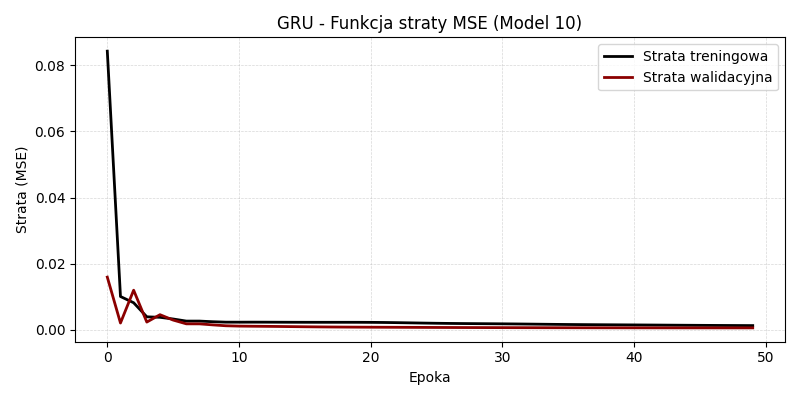 GRU - Funkcja straty MSE (Model 10)
Strata treningowa
Strata walidacyjna
Strata (MSE)
0.08
0.06
0.04
0.02
0.00
0 10 20 30 40 50
Epoka